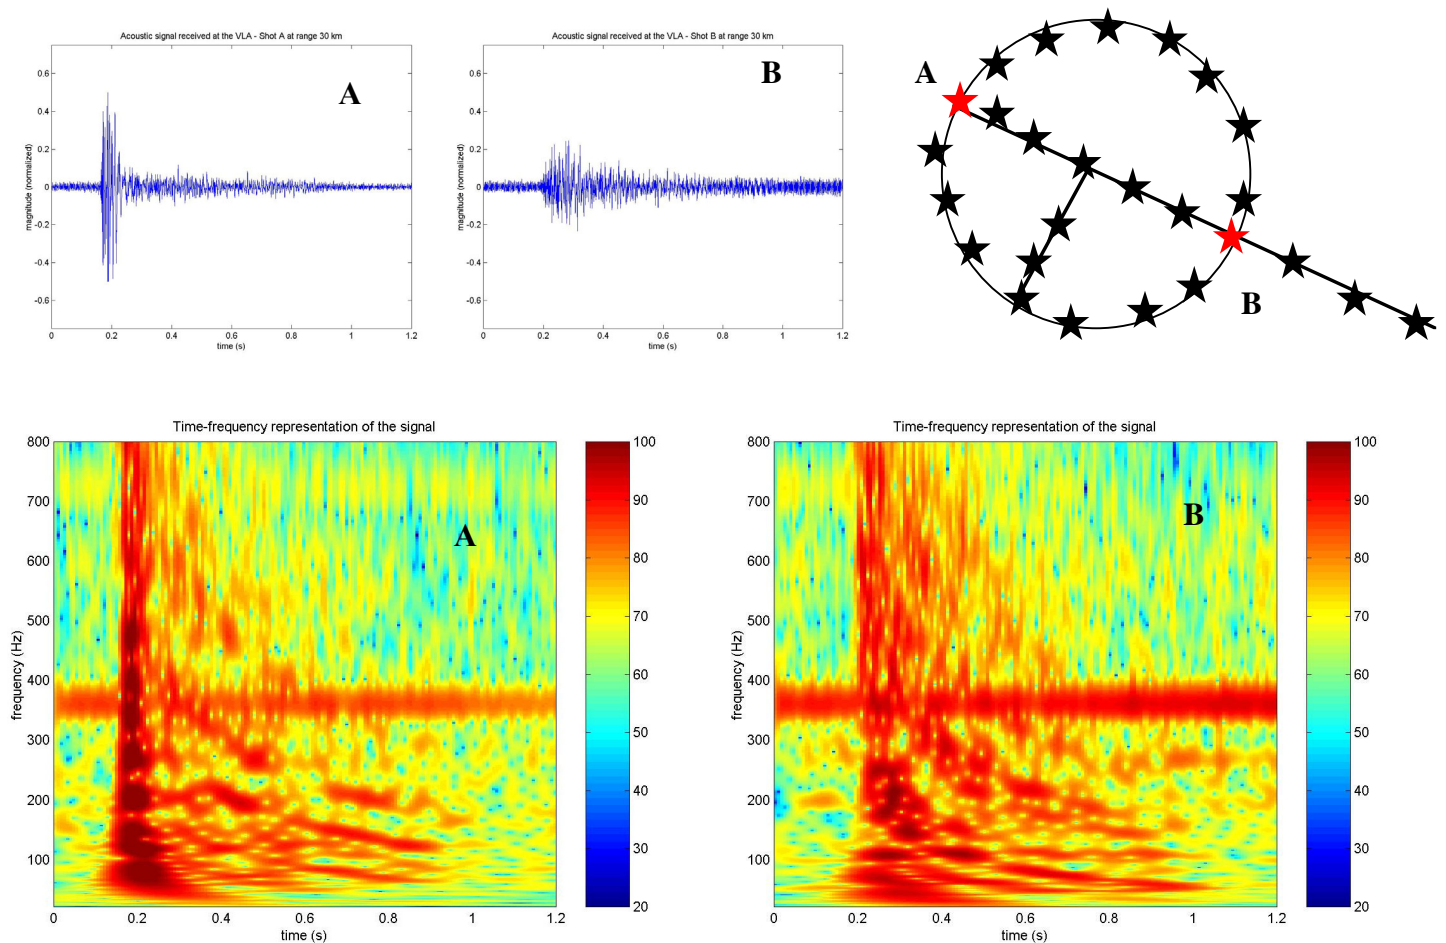 Acoustic signal received at the VLA - Shot A at range 30 km
A
magnitude (normalized)
0.6
0.4
0.2
0
-0.2
-0.4
-0.6
0 0.2 0.4 0.6 0.8 1 1.2
time (s)
Acoustic signal received at the VLA - Shot B at range 30 km
B
magnitude (normalized)
0.6
0.4
0.2
0
-0.2
-0.4
-0.6
0 0.2 0.4 0.6 0.8 1 1.2
time (s)
A
B
Time-frequency representation of the signal
A
frequency (Hz)
800
700
600
500
400
300
200
100
0 0.2 0.4 0.6 0.8 1 1.2
time (s)
100
90
80
70
60
50
40
30
20
Time-frequency representation of the signal
B
frequency (Hz)
800
700
600
500
400
300
200
100
0 0.2 0.4 0.6 0.8 1 1.2
time (s)
100
90
80
70
60
50
40
30
20